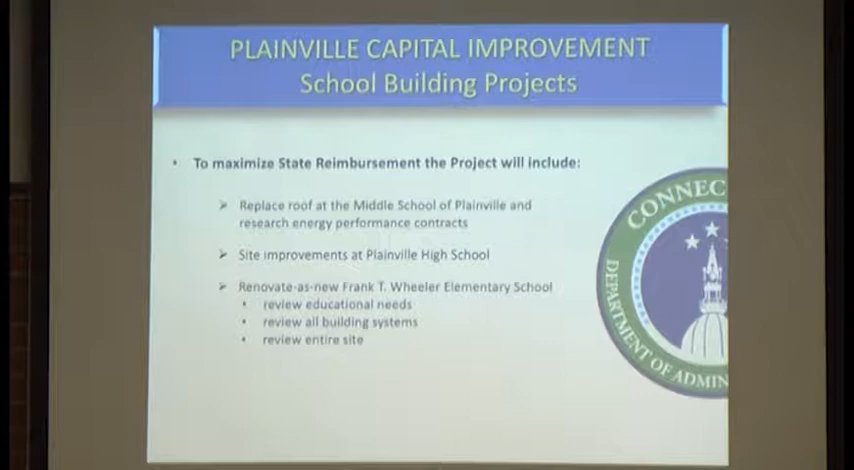 PLAINVILLE CAPITAL IMPROVEMENT
School Building Projects
• To maximize State Reimbursement the Project will include:
➢ Replace roof at the Middle School of Plainville and
research energy performance contracts
➢ Site improvements at Plainville High School
➢ Renovate-as-new Frank T. Wheeler Elementary School
• review educational needs
• review all building systems
• review entire site
CONNEC
DEPARTMENT OF ADMIN